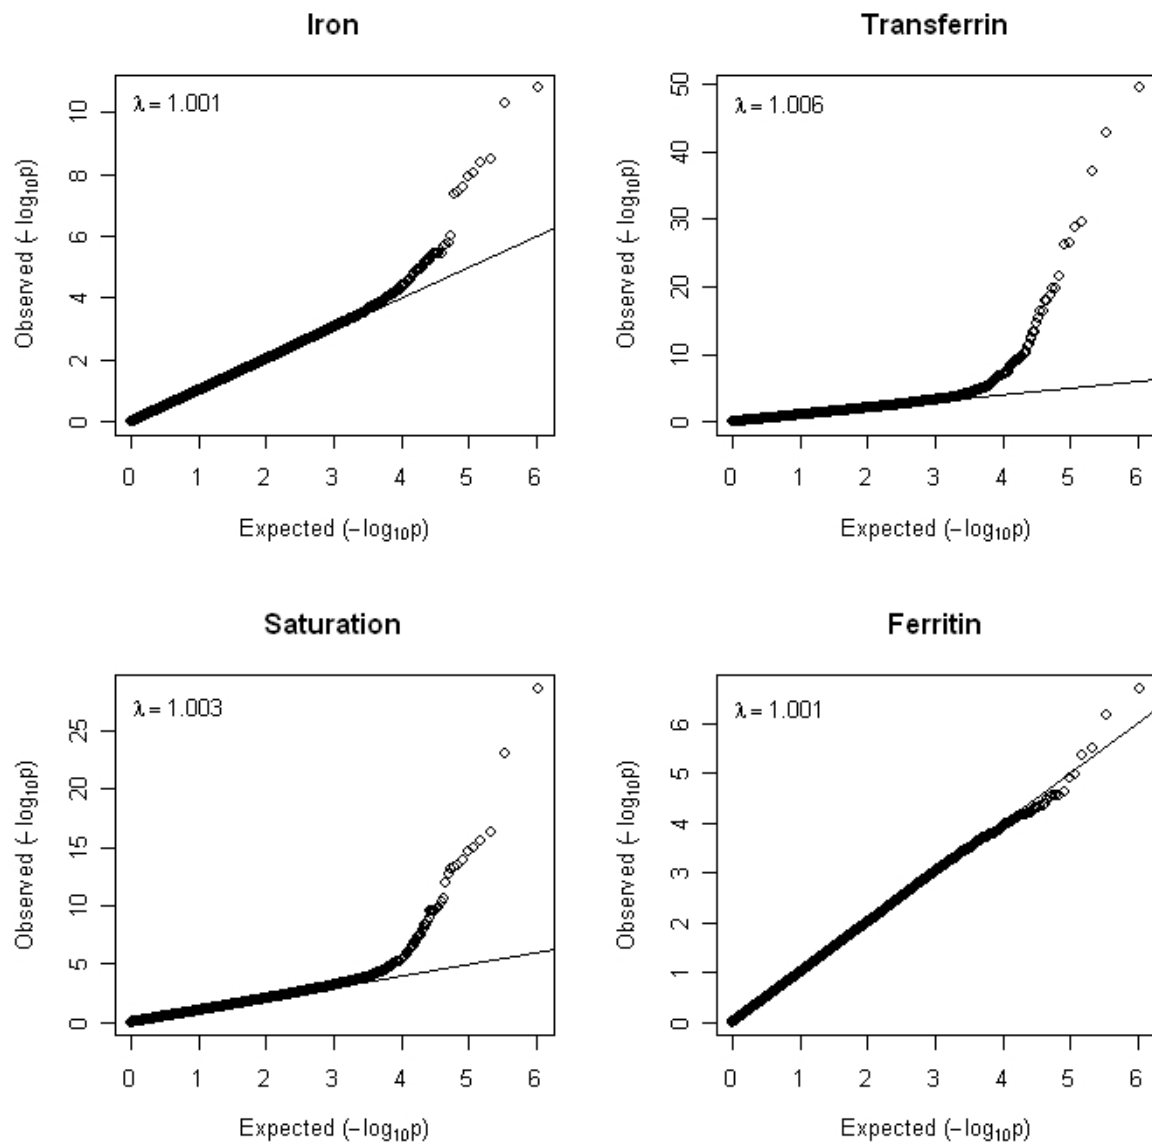 Iron
λ = 1.001
Observed (−log10p)
0 2 4 6 8 10
0 1 2 3 4 5 6
Expected (−log10p)
Transferrin
λ = 1.006
Observed (−log10p)
0 10 20 30 40 50
0 1 2 3 4 5 6
Expected (−log10p)
Saturation
λ = 1.003
Observed (−log10p)
0 5 10 15 20 25
0 1 2 3 4 5 6
Expected (−log10p)
Ferritin
λ = 1.001
Observed (−log10p)
0 1 2 3 4 5 6
0 1 2 3 4 5 6
Expected (−log10p)